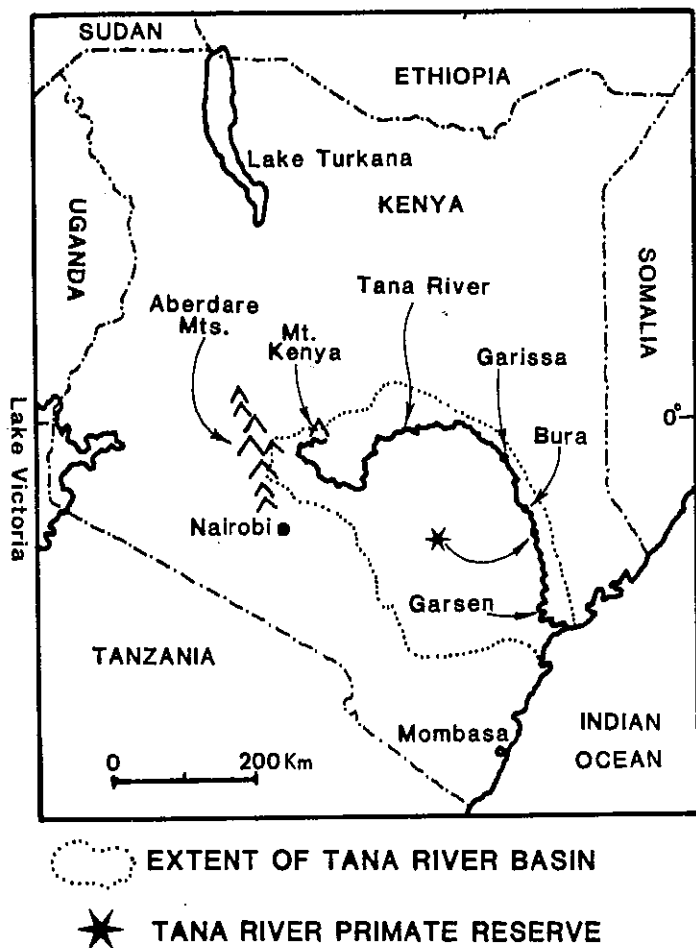 SUDAN
ETHIOPIA
Lake Turkana
KENYA
UGANDA
SOMALIA
Tana River
Aberdare
Mts.
Mt.
Kenya
Garissa
0°
Bura
Lake Victoria
Nairobi
Garsen
TANZANIA
Mombasa
INDIAN
OCEAN
0 200 Km
EXTENT OF TANA RIVER BASIN
TANA RIVER PRIMATE RESERVE